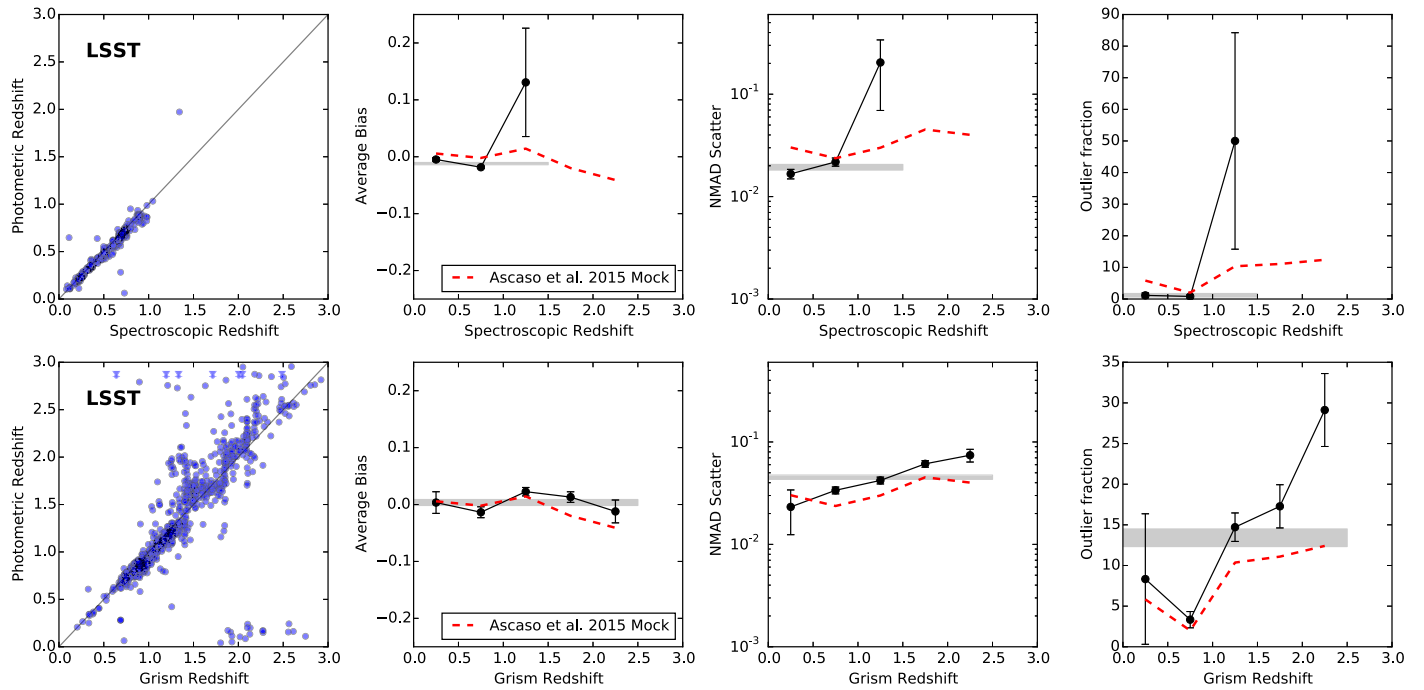 LSST
Photometric Redshift
3.0
2.5
2.0
1.5
1.0
0.5
0.0
0.0 0.5 1.0 1.5 2.0 2.5 3.0
Spectroscopic Redshift
Average Bias
0.2
0.1
0.0
−0.1
−0.2
Ascaso et al. 2015 Mock
0.0 0.5 1.0 1.5 2.0 2.5 3.0
Spectroscopic Redshift
NMAD Scatter
10⁻¹
10⁻²
10⁻³
0.0 0.5 1.0 1.5 2.0 2.5 3.0
Spectroscopic Redshift
Outlier fraction
90
80
70
60
50
40
30
20
10
0
0.0 0.5 1.0 1.5 2.0 2.5 3.0
Spectroscopic Redshift
LSST
Photometric Redshift
3.0
2.5
2.0
1.5
1.0
0.5
0.0
0.0 0.5 1.0 1.5 2.0 2.5 3.0
Grism Redshift
Average Bias
0.2
0.1
0.0
−0.1
−0.2
Ascaso et al. 2015 Mock
0.0 0.5 1.0 1.5 2.0 2.5 3.0
Grism Redshift
NMAD Scatter
10⁻¹
10⁻²
10⁻³
0.0 0.5 1.0 1.5 2.0 2.5 3.0
Grism Redshift
Outlier fraction
35
30
25
20
15
10
5
0
0.0 0.5 1.0 1.5 2.0 2.5 3.0
Grism Redshift